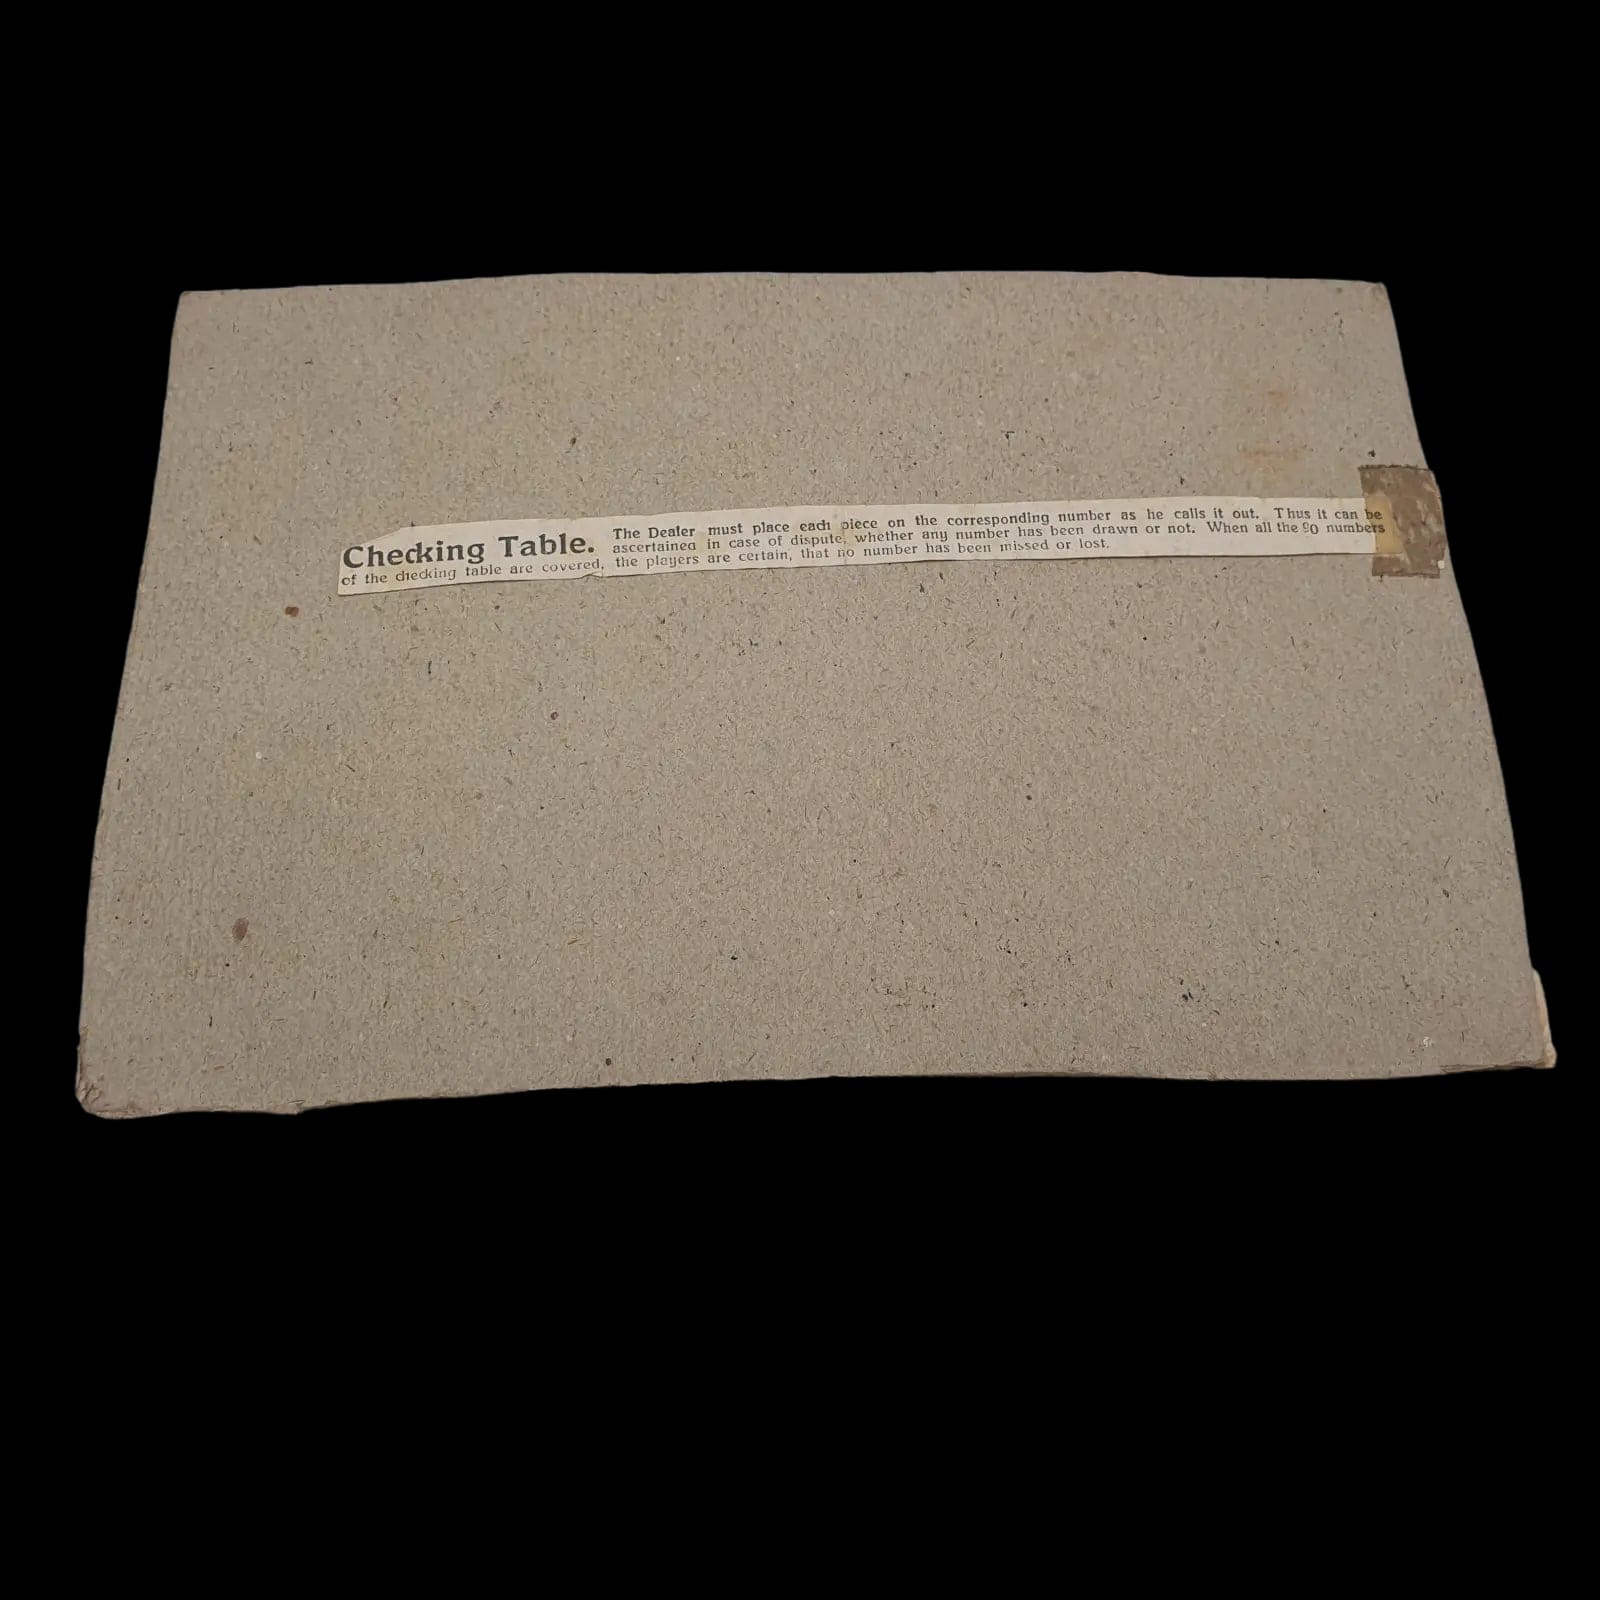 Checking Table. The Dealer must place each piece on the corresponding number as he calls it out. Thus it can be
ascertained in case of dispute, whether any number has been drawn or not. When all the 90 numbers
of the checking table are covered, the players are certain, that no number has been missed or lost.